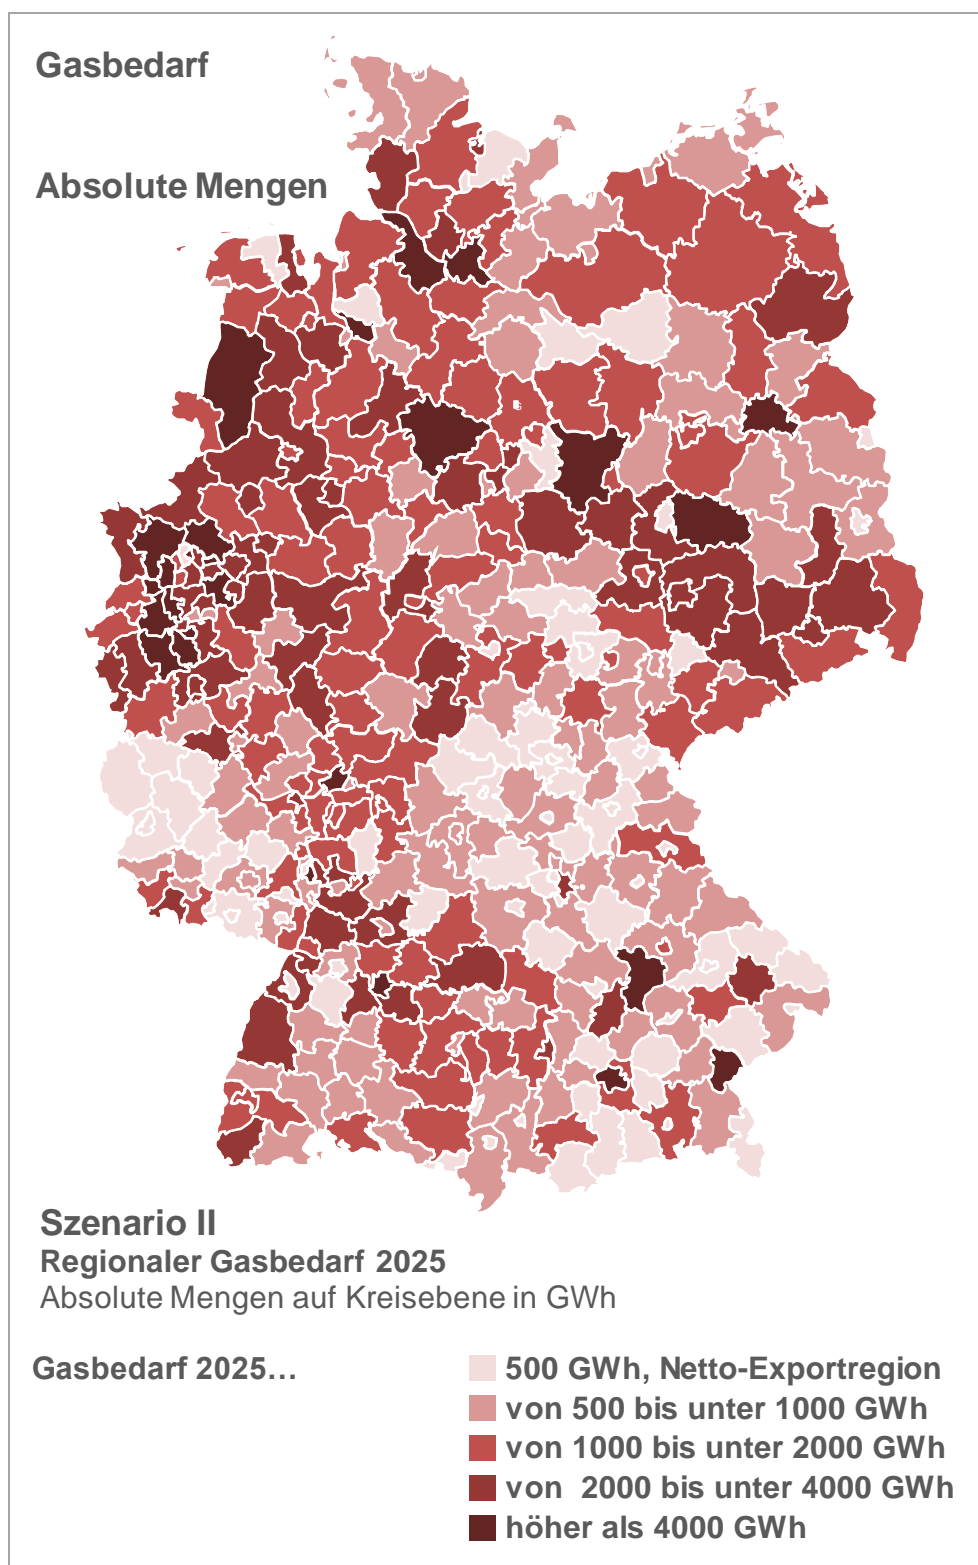 Gasbedarf
Absolute Mengen
Szenario II
Regionaler Gasbedarf 2025
Absolute Mengen auf Kreisebene in GWh
Gasbedarf 2025...
500 GWh, Netto-Exportregion
von 500 bis unter 1000 GWh
von 1000 bis unter 2000 GWh
von 2000 bis unter 4000 GWh
höher als 4000 GWh